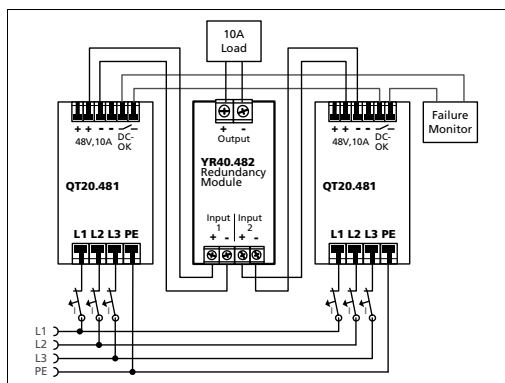 10A
Load
+ -
Output
YR40.482
Redundancy
Module
Input
1
Input
2
+ - + -
+ + - -
48V,10A
DC-
OK
QT20.481
L1 L2 L3 PE
+ + - -
48V,10A
DC-
OK
QT20.481
L1 L2 L3 PE
Failure
Monitor
I
I
I
I
I
I
L1
L2
L3
PE